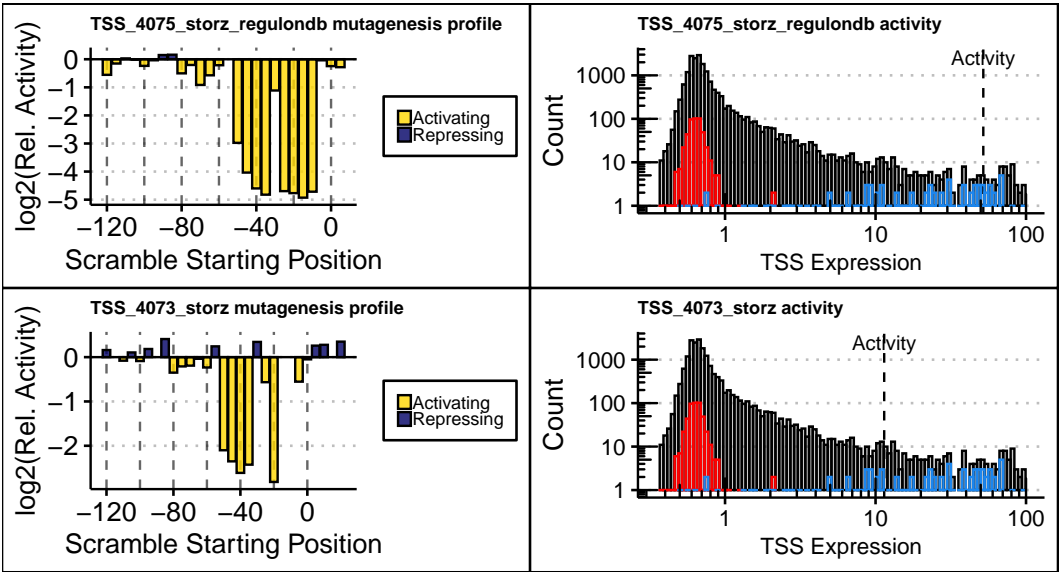 TSS_4075_storz_regulondb mutagenesis profile
log2(Rel. Activity)
0
−1
−2
−3
−4
−5
−120
−80
−40
0
Scramble Starting Position
Activating
Repressing
TSS_4075_storz_regulondb activity
Count
1000
100
10
1
Activity
1
10
100
TSS Expression
TSS_4073_storz mutagenesis profile
log2(Rel. Activity)
0
−1
−2
−120
−80
−40
0
Scramble Starting Position
Activating
Repressing
TSS_4073_storz activity
Count
1000
100
10
1
Activity
1
10
100
TSS Expression